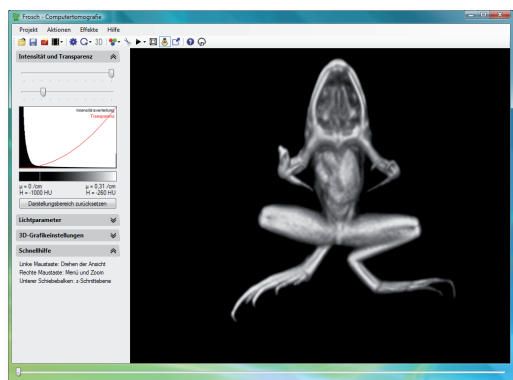 Frosch - Computertomografie
Projekt Aktionen Effekte Hilfe
3D
Intensität und Transparenz
Intensitätsverteilung
Transparenz
µ = 0 /cm µ = 0,31 /cm
H = -1000 HU H = -260 HU
Darstellungsbereich zurücksetzen
Lichtparameter
3D-Grafikeinstellungen
Schnellhilfe
Linke Maustaste: Drehen der Ansicht
Rechte Maustaste: Menü und Zoom
Unterer Schiebebalken: z-Schnittebene